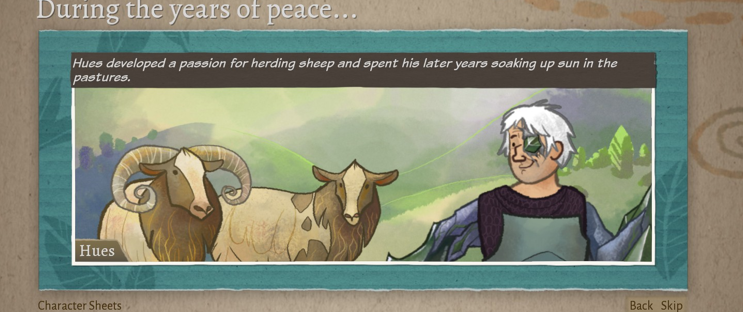 During the years of peace...
Hues developed a passion for herding sheep and spent his later years soaking up sun in the
pastures.
Hues
Character Sheets
Back Skip